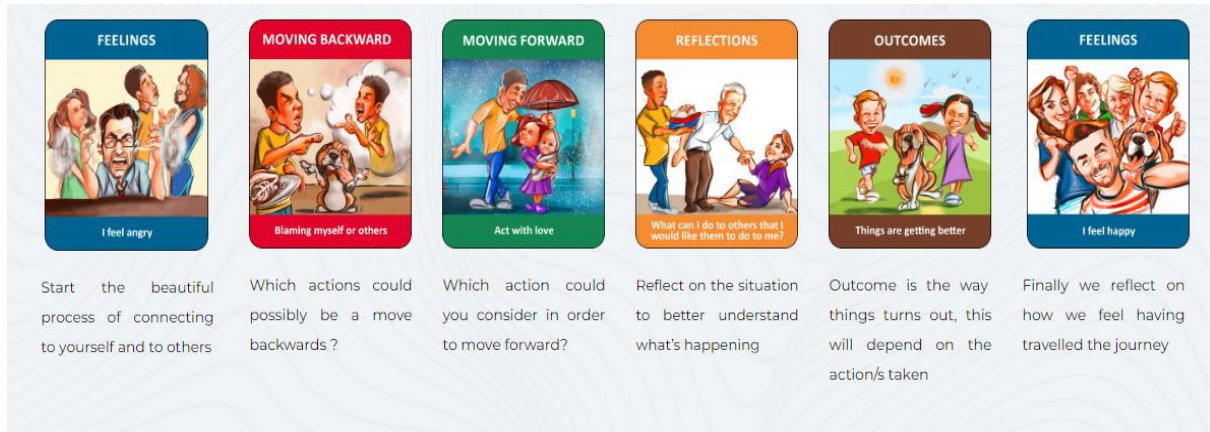 FEELINGS
I feel angry
Start the beautiful
process of connecting
to yourself and to others
MOVING BACKWARD
Blaming myself or others
Which actions could
possibly be a move
backwards ?
MOVING FORWARD
Act with love
Which action could
you consider in order
to move forward?
REFLECTIONS
What can I do to others that I
would like them to do to me?
Reflect on the situation
to better understand
what's happening
OUTCOMES
Things are getting better
Outcome is the way
things turns out, this
will depend on the
action/s taken
FEELINGS
I feel happy
Finally we reflect on
how we feel having
travelled the journey